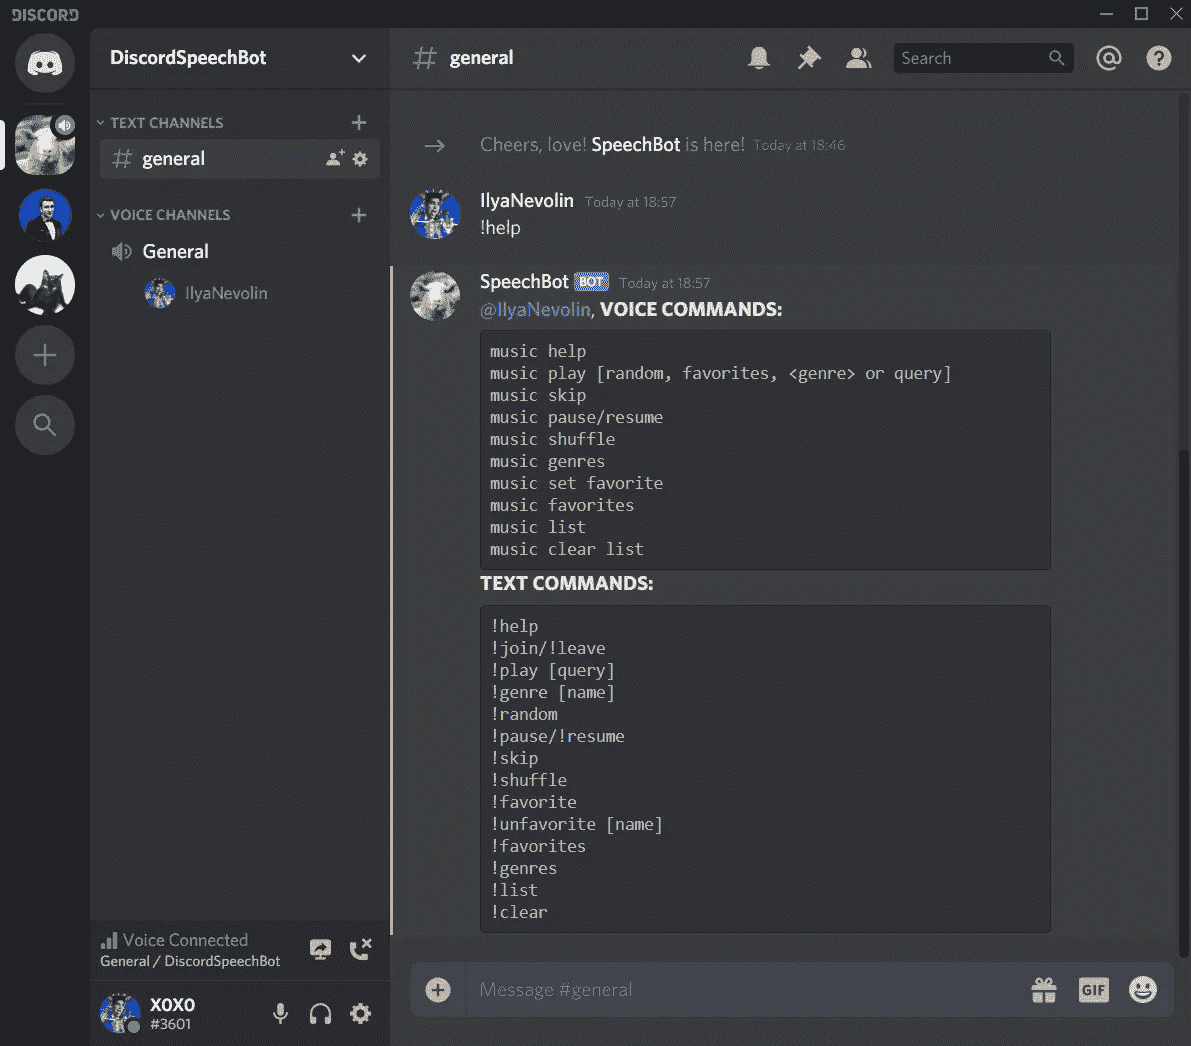 DISCORD
DiscordSpeechBot
general
Search
TEXT CHANNELS
general
VOICE CHANNELS
General
IlyaNevolin
Cheers, love! SpeechBot is here! Today at 18:46
IlyaNevolin Today at 18:57
!help
SpeechBot BOT Today at 18:57
@IlyaNevolin, VOICE COMMANDS:
music help
music play [random, favorites, <genre> or query]
music skip
music pause/resume
music shuffle
music genres
music set favorite
music favorites
music list
music clear list
TEXT COMMANDS:
!help
!join/!leave
!play [query]
!genre [name]
!random
!pause/!resume
!skip
!shuffle
!favorite
!unfavorite [name]
!favorites
!genres
!list
!clear
Voice Connected
General / DiscordSpeechBot
X0X0
#3601
Message #general
GIF